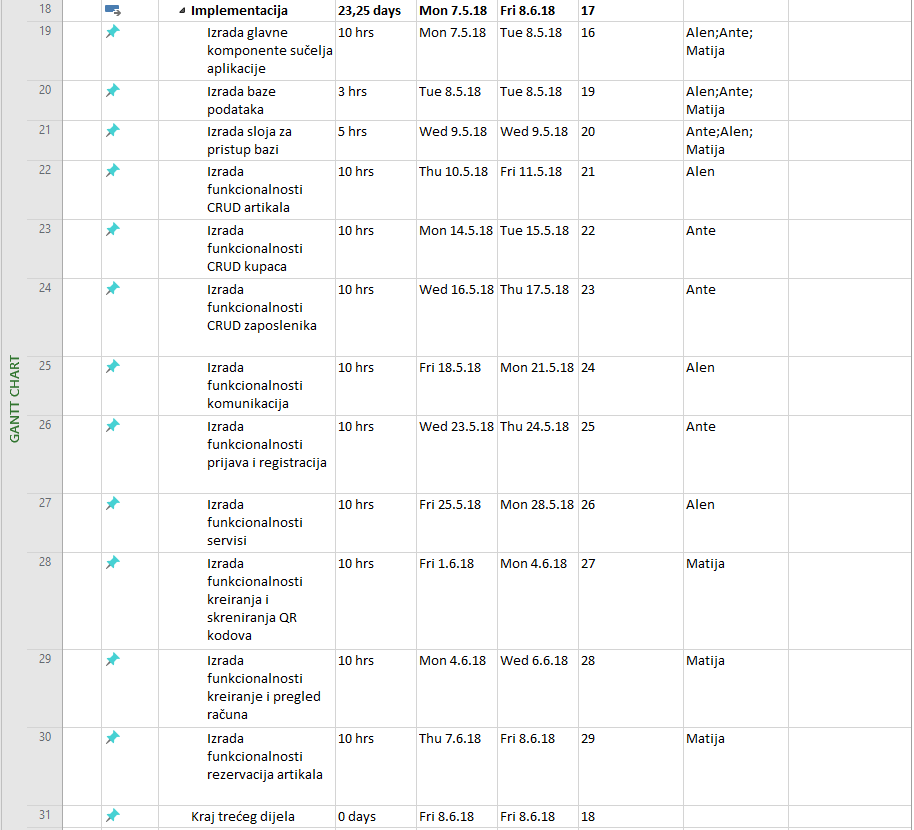 GANTT CHART
18 Implementacija 23,25 days Mon 7.5.18 Fri 8.6.18 17
19 Izrada glavne 10 hrs Mon 7.5.18 Tue 8.5.18 16 Alen;Ante;
komponente sučelja Matija
aplikacije
20 Izrada baze 3 hrs Tue 8.5.18 Tue 8.5.18 19 Alen;Ante;
podataka Matija
21 Izrada sloja za 5 hrs Wed 9.5.18 Wed 9.5.18 20 Ante;Alen;
pristup bazi Matija
22 Izrada 10 hrs Thu 10.5.18 Fri 11.5.18 21 Alen
funkcionalnosti
CRUD artikala
23 Izrada 10 hrs Mon 14.5.18 Tue 15.5.18 22 Ante
funkcionalnosti
CRUD kupaca
24 Izrada 10 hrs Wed 16.5.18 Thu 17.5.18 23 Ante
funkcionalnosti
CRUD zaposlenika
25 Izrada 10 hrs Fri 18.5.18 Mon 21.5.18 24 Alen
funkcionalnosti
komunikacija
26 Izrada 10 hrs Wed 23.5.18 Thu 24.5.18 25 Ante
funkcionalnosti
prijava i registracija
27 Izrada 10 hrs Fri 25.5.18 Mon 28.5.18 26 Alen
funkcionalnosti
servisi
28 Izrada 10 hrs Fri 1.6.18 Mon 4.6.18 27 Matija
funkcionalnosti
kreiranja i
skreniranja QR
kodova
29 Izrada 10 hrs Mon 4.6.18 Wed 6.6.18 28 Matija
funkcionalnosti
kreiranje i pregled
računa
30 Izrada 10 hrs Thu 7.6.18 Fri 8.6.18 29 Matija
funkcionalnosti
rezervacija artikala
31 Kraj trećeg dijela 0 days Fri 8.6.18 Fri 8.6.18 18